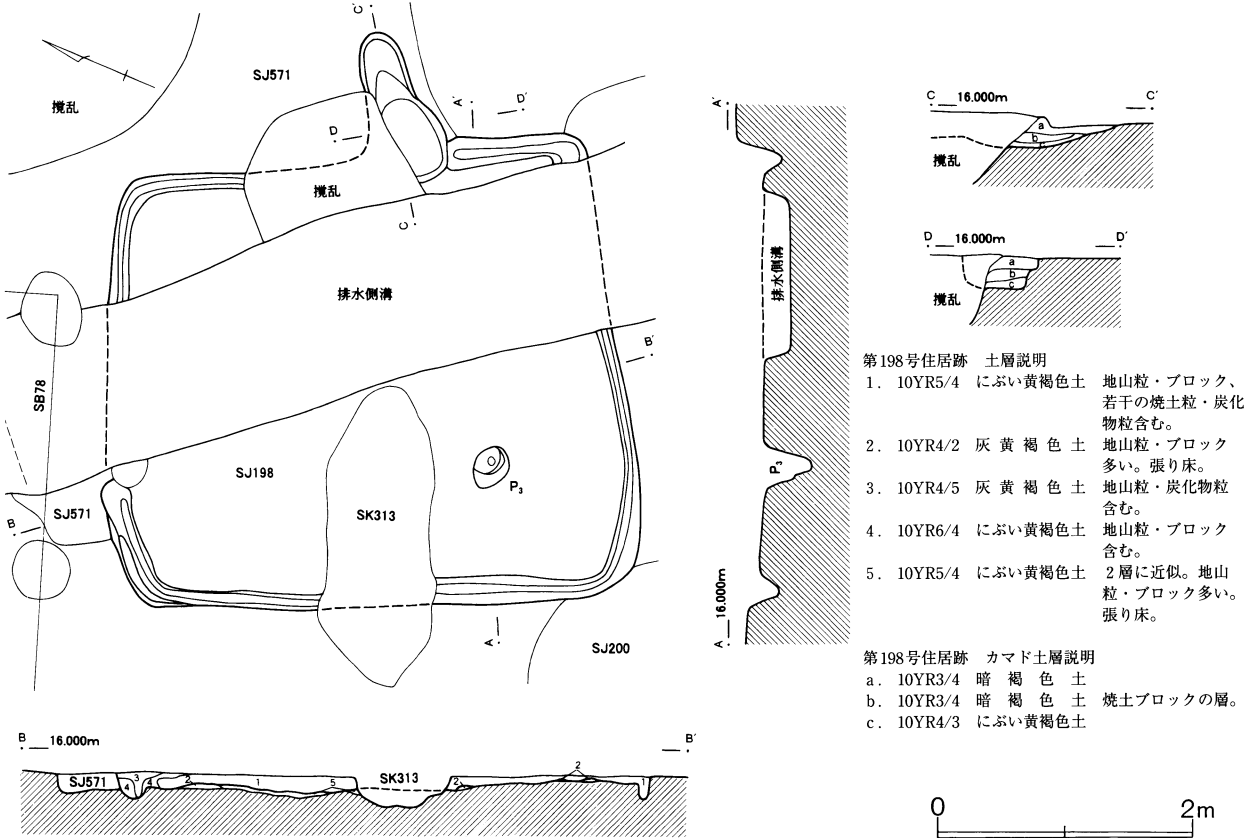 C′
SJ571
攪乱
A′
D′
D
攪乱
C
排水側溝
B′
SB78
SJ198
P3
SK313
SJ571
B
A
SJ200
A′
排水側溝
P3
16.000m
A
C 16.000m C′
a
b
攪乱
D 16.000m D′
a
b
c
攪乱
第198号住居跡 土層説明
1. 10YR5/4 にぶい黄褐色土 地山粒・ブロック、
若干の焼土粒・炭化
物粒含む。
2. 10YR4/2 灰黄褐色土 地山粒・ブロック
多い。張り床。
3. 10YR4/5 灰黄褐色土 地山粒・炭化物粒
含む。
4. 10YR6/4 にぶい黄褐色土 地山粒・ブロック
含む。
5. 10YR5/4 にぶい黄褐色土 2層に近似。地山
粒・ブロック多い。
張り床。
第198号住居跡 カマド土層説明
a. 10YR3/4 暗褐色土
b. 10YR3/4 暗褐色土 焼土ブロックの層。
c. 10YR4/3 にぶい黄褐色土
B 16.000m B′
SJ571 3 4 4 2 1 5 SK313 2 2 1
0 2m